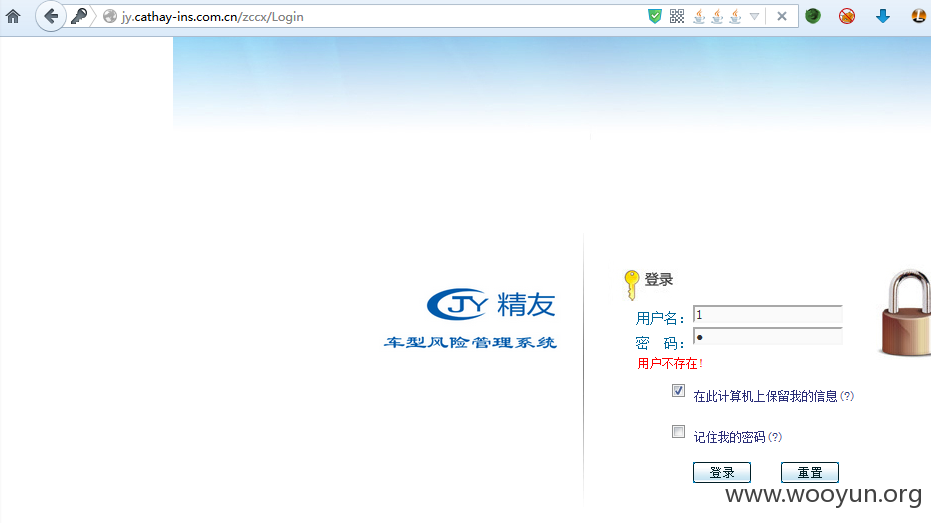 jy.cathay-ins.com.cn/zccx/Login
登录
JY 精友
车型风险管理系统
用户名： 1
密 码： ●
用户不存在!
在此计算机上保留我的信息(?)
记住我的密码(?)
登录 重置
www.wooyun.org